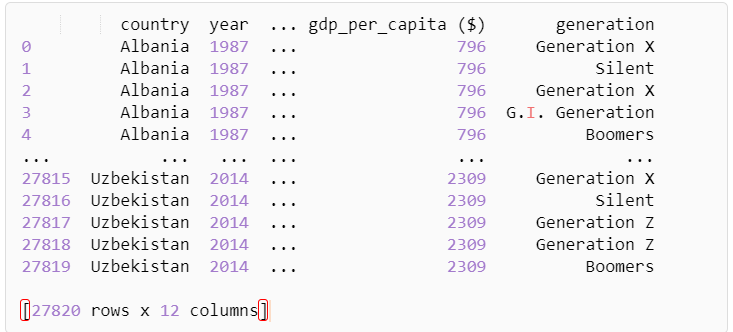 country year ... gdp_per_capita ($) generation
0 Albania 1987 ... 796 Generation X
1 Albania 1987 ... 796 Silent
2 Albania 1987 ... 796 Generation X
3 Albania 1987 ... 796 G.I. Generation
4 Albania 1987 ... 796 Boomers
... ... ... ... ... ...
27815 Uzbekistan 2014 ... 2309 Generation X
27816 Uzbekistan 2014 ... 2309 Silent
27817 Uzbekistan 2014 ... 2309 Generation Z
27818 Uzbekistan 2014 ... 2309 Generation Z
27819 Uzbekistan 2014 ... 2309 Boomers
[27820 rows x 12 columns]